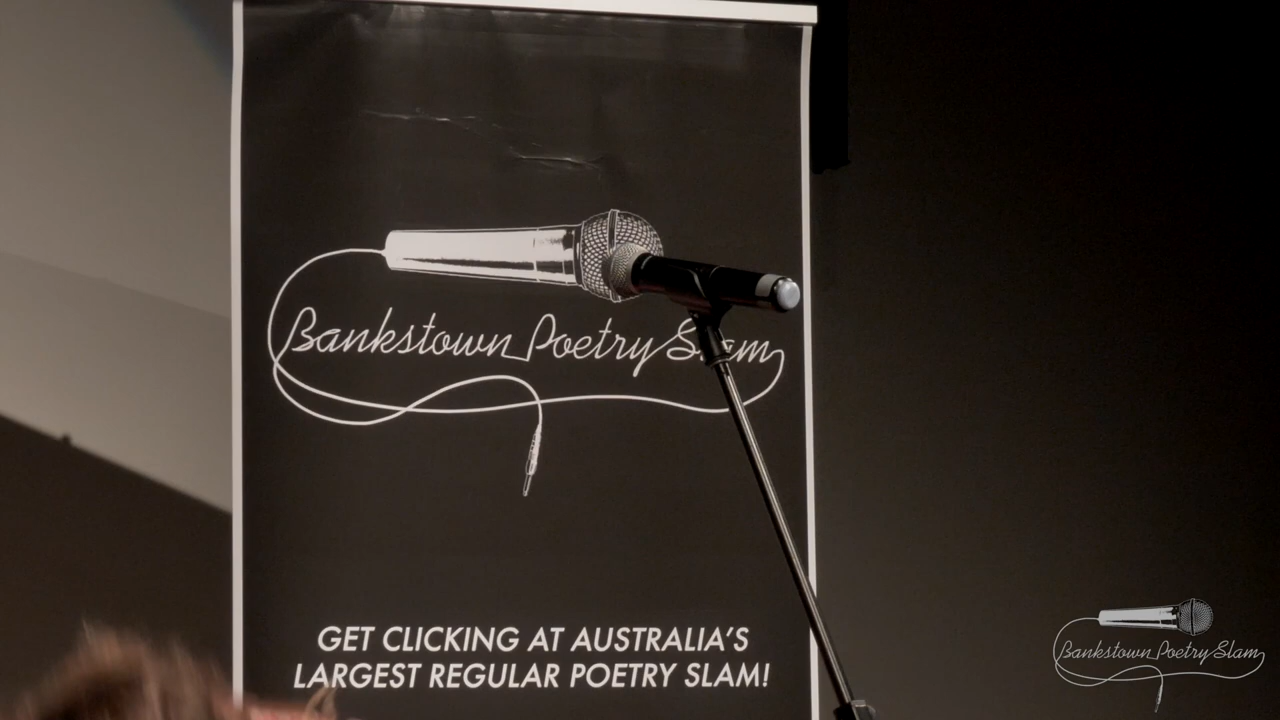 Bankstown Poetry Slam
GET CLICKING AT AUSTRALIA'S
LARGEST REGULAR POETRY SLAM!
Bankstown Poetry Slam